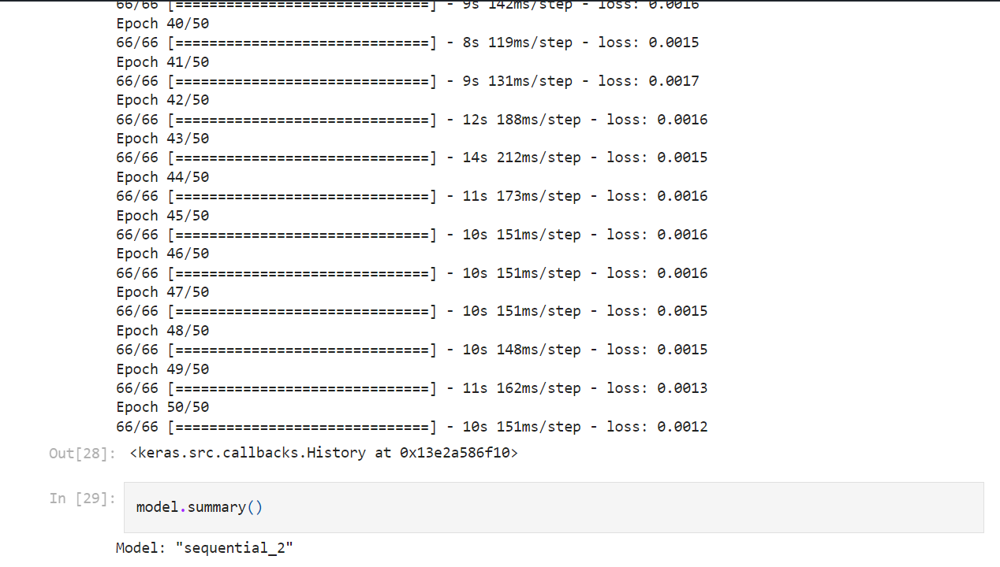 66/66 [==============================] - 9s 142ms/step - loss: 0.0016
Epoch 40/50
66/66 [==============================] - 8s 119ms/step - loss: 0.0015
Epoch 41/50
66/66 [==============================] - 9s 131ms/step - loss: 0.0017
Epoch 42/50
66/66 [==============================] - 12s 188ms/step - loss: 0.0016
Epoch 43/50
66/66 [==============================] - 14s 212ms/step - loss: 0.0015
Epoch 44/50
66/66 [==============================] - 11s 173ms/step - loss: 0.0016
Epoch 45/50
66/66 [==============================] - 10s 151ms/step - loss: 0.0016
Epoch 46/50
66/66 [==============================] - 10s 151ms/step - loss: 0.0016
Epoch 47/50
66/66 [==============================] - 10s 151ms/step - loss: 0.0015
Epoch 48/50
66/66 [==============================] - 10s 148ms/step - loss: 0.0015
Epoch 49/50
66/66 [==============================] - 11s 162ms/step - loss: 0.0013
Epoch 50/50
66/66 [==============================] - 10s 151ms/step - loss: 0.0012
Out[28]: <keras.src.callbacks.History at 0x13e2a586f10>
In [29]: model.summary()
Model: "sequential_2"